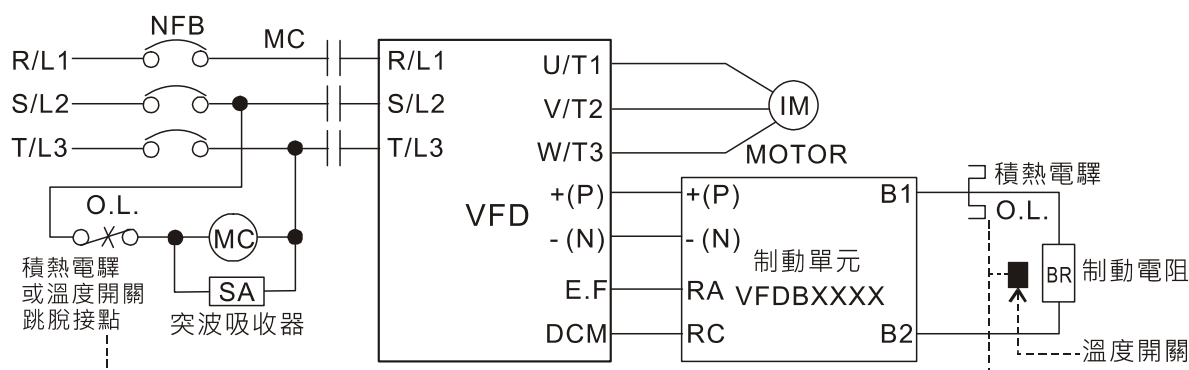 NFB
MC
R/L1
R/L1
U/T1
S/L2
S/L2
V/T2
IM
T/L3
T/L3
W/T3
MOTOR
VFD
+(P)
+(P)
B1
積熱電驛
O.L.
O.L.
MC
-(N)
-(N)
制動單元
VFDBXXXX
BR
制動電阻
積熱電驛
或溫度開關
跳脫接點
SA
突波吸收器
E.F
RA
DCM
RC
B2
溫度開關